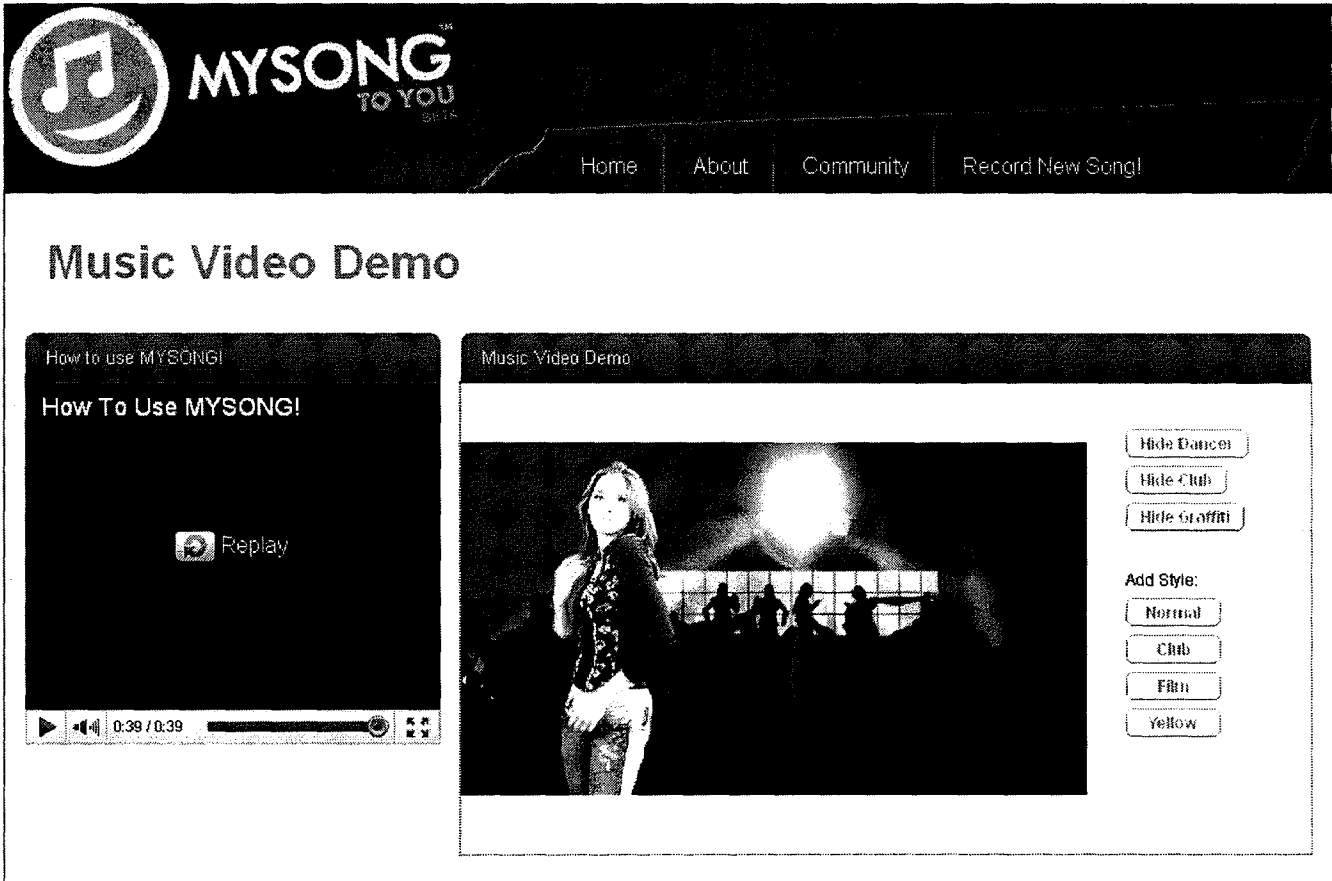 MYSONG™
TO YOU
BETA
Home
About
Community
Record New Song!
Music Video Demo
How to use MYSONG!
How To Use MYSONG!
Replay
0:39 / 0:39
Music Video Demo
Hide Dancer
Hide Club
Hide Graffiti
Add Style:
Normal
Club
Film
Yellow